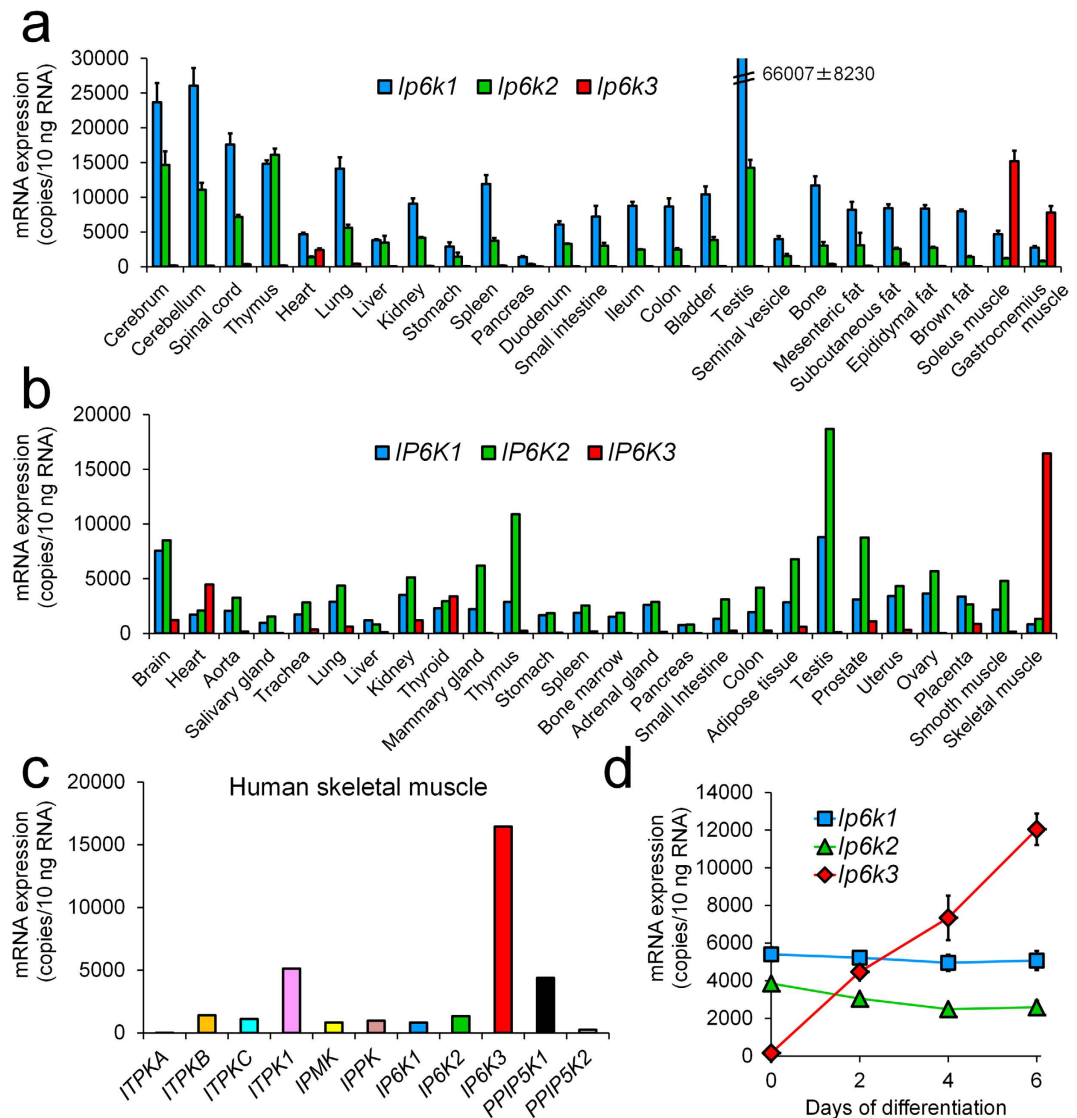 a
mRNA expression
(copies/10 ng RNA)
30000
25000
20000
15000
10000
5000
0
Ip6k1 Ip6k2 Ip6k3
66007±8230
Cerebrum
Cerebellum
Spinal cord
Thymus
Heart
Lung
Liver
Kidney
Stomach
Spleen
Pancreas
Duodenum
Small intestine
Ileum
Colon
Bladder
Testis
Seminal vesicle
Bone
Mesenteric fat
Subcutaneous fat
Epididymal fat
Brown fat
Soleus muscle
Gastrocnemius
muscle
b
mRNA expression
(copies/10 ng RNA)
20000
15000
10000
5000
0
IP6K1 IP6K2 IP6K3
Brain
Heart
Aorta
Salivary gland
Trachea
Lung
Liver
Kidney
Thyroid
Mammary gland
Thymus
Stomach
Spleen
Bone marrow
Adrenal gland
Pancreas
Small Intestine
Colon
Adipose tissue
Testis
Prostate
Uterus
Ovary
Placenta
Smooth muscle
Skeletal muscle
c
Human skeletal muscle
mRNA expression
(copies/10 ng RNA)
20000
15000
10000
5000
0
ITPKA
ITPKB
ITPKC
ITPK1
IPMK
IPPK
IP6K1
IP6K2
IP6K3
PPIP5K1
PPIP5K2
d
mRNA expression
(copies/10 ng RNA)
14000
12000
10000
8000
6000
4000
2000
0
Ip6k1
Ip6k2
Ip6k3
0 2 4 6
Days of differentiation